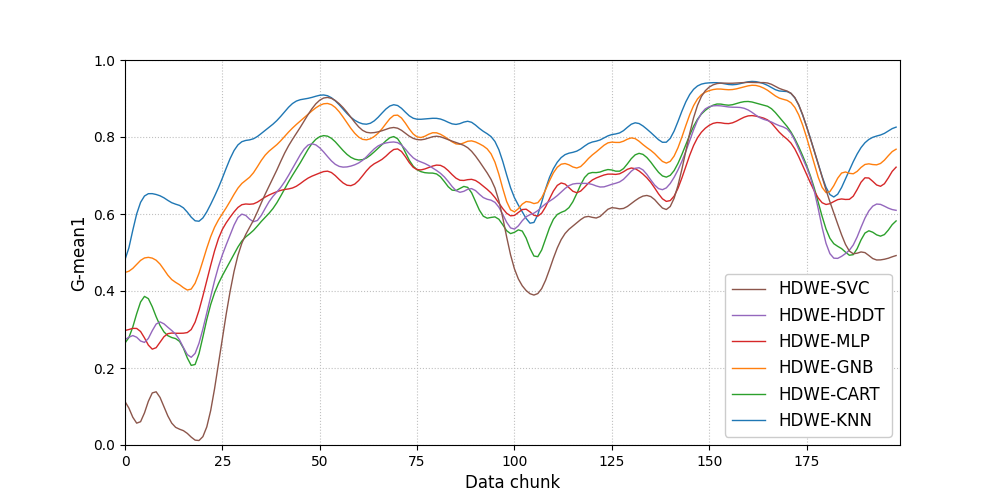 1.0
0.8
0.6
0.4
0.2
0.0
G-mean1
0 25 50 75 100 125 150 175
Data chunk
HDWE-SVC
HDWE-HDDT
HDWE-MLP
HDWE-GNB
HDWE-CART
HDWE-KNN